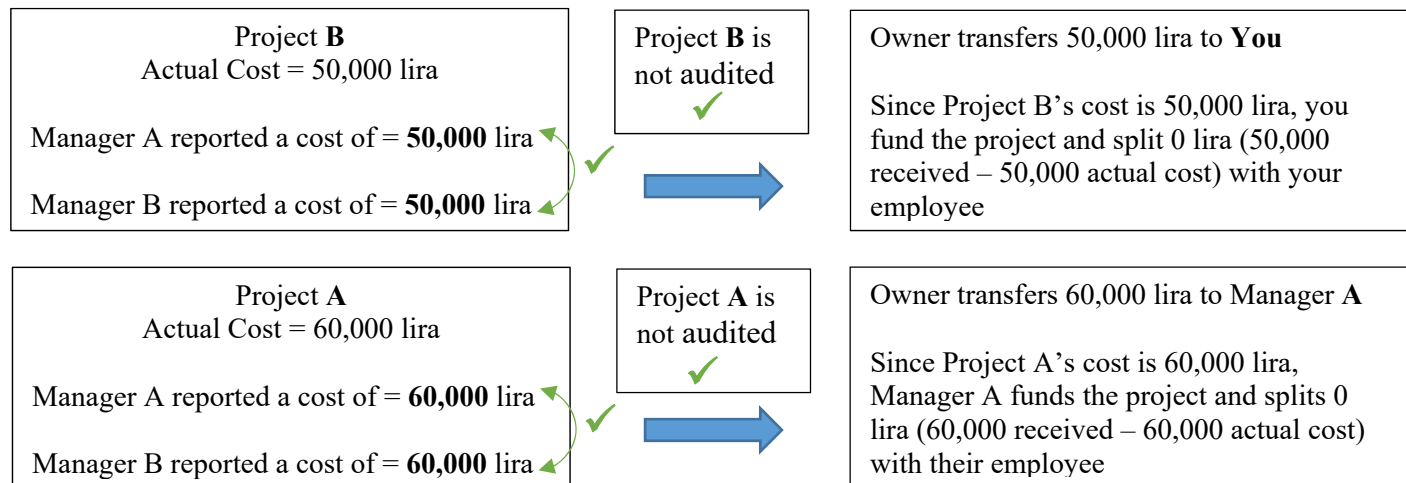 Project B
Actual Cost = 50,000 lira
Manager A reported a cost of = 50,000 lira
Manager B reported a cost of = 50,000 lira
Project B is
not audited
Owner transfers 50,000 lira to You
Since Project B’s cost is 50,000 lira, you
fund the project and split 0 lira (50,000
received – 50,000 actual cost) with your
employee
Project A
Actual Cost = 60,000 lira
Manager A reported a cost of = 60,000 lira
Manager B reported a cost of = 60,000 lira
Project A is
not audited
Owner transfers 60,000 lira to Manager A
Since Project A’s cost is 60,000 lira,
Manager A funds the project and splits 0
lira (60,000 received – 60,000 actual cost)
with their employee